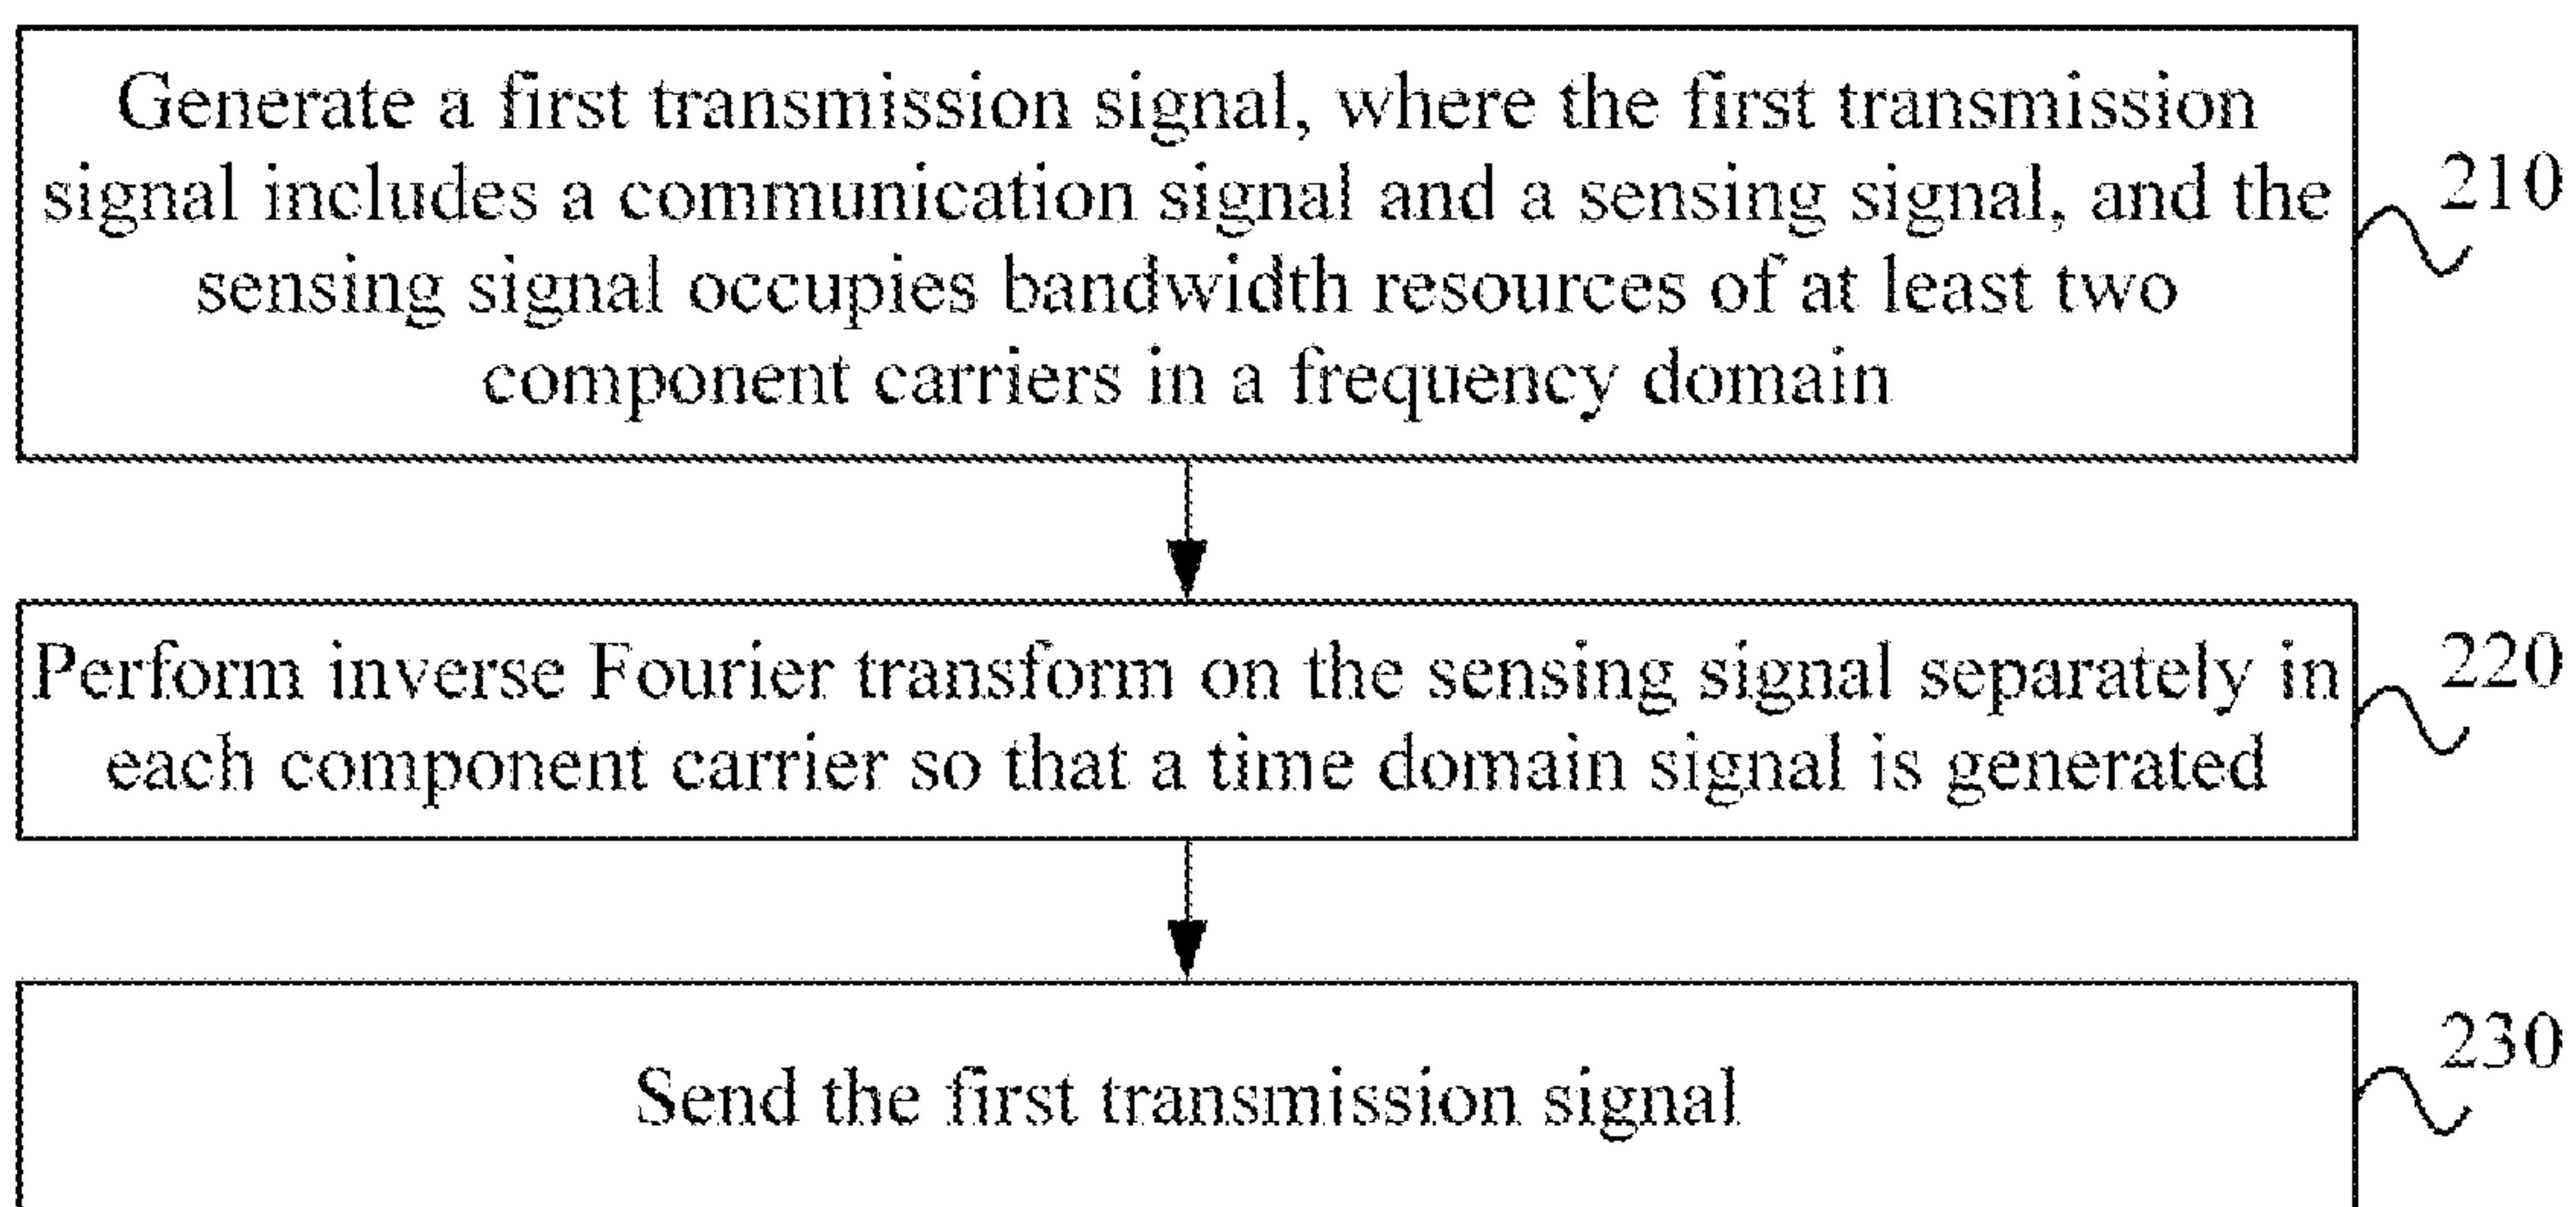 Generate a first transmission signal, where the first transmission
signal includes a communication signal and a sensing signal, and the
sensing signal occupies bandwidth resources of at least two
component carriers in a frequency domain
210
Perform inverse Fourier transform on the sensing signal separately in
each component carrier so that a time domain signal is generated
220
Send the first transmission signal
230